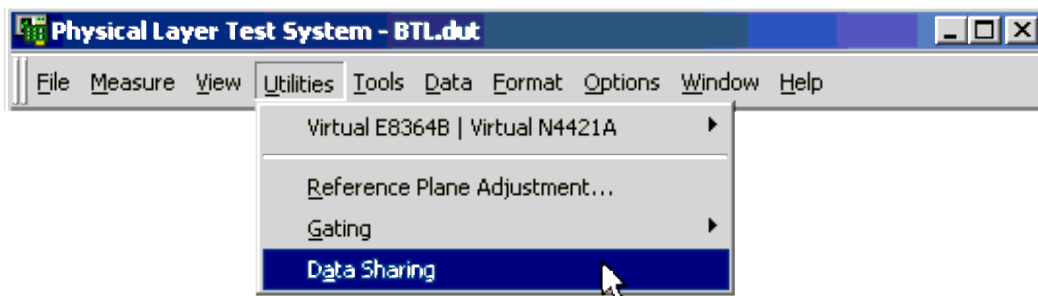 Physical Layer Test System - BTL.dut
File Measure View Utilities Tools Data Format Options Window Help
Virtual E8364B | Virtual N4421A
Reference Plane Adjustment...
Gating
Data Sharing